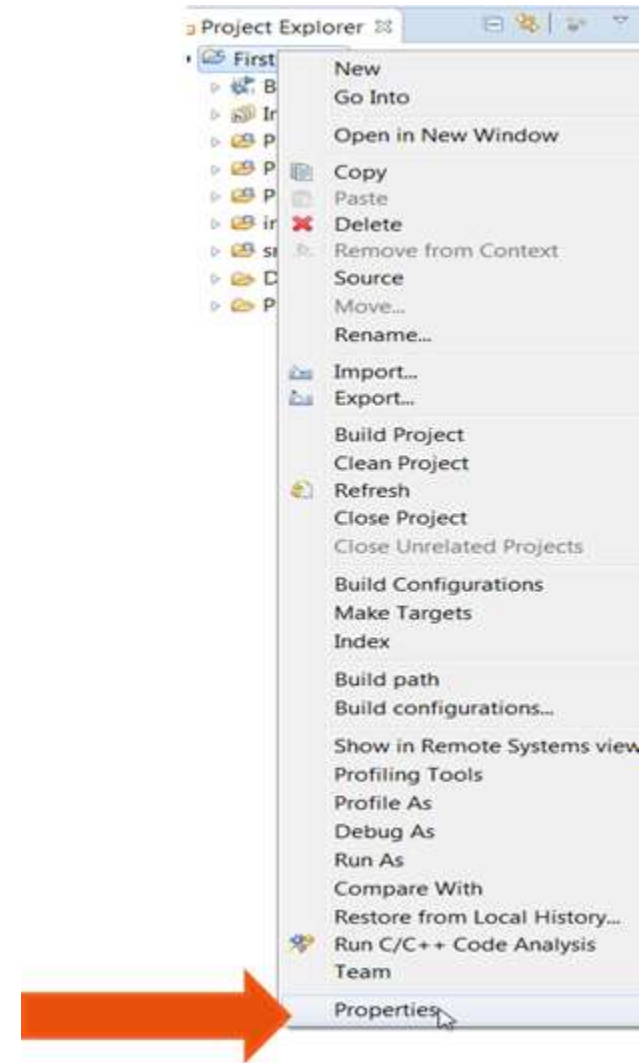 Project Explorer
First
B
Ir
P
P
P
ir
sr
D
P
New
Go Into
Open in New Window
Copy
Paste
Delete
Remove from Context
Source
Move...
Rename...
Import...
Export...
Build Project
Clean Project
Refresh
Close Project
Close Unrelated Projects
Build Configurations
Make Targets
Index
Build path
Build configurations...
Show in Remote Systems view
Profiling Tools
Profile As
Debug As
Run As
Compare With
Restore from Local History...
Run C/C++ Code Analysis
Team
Properties